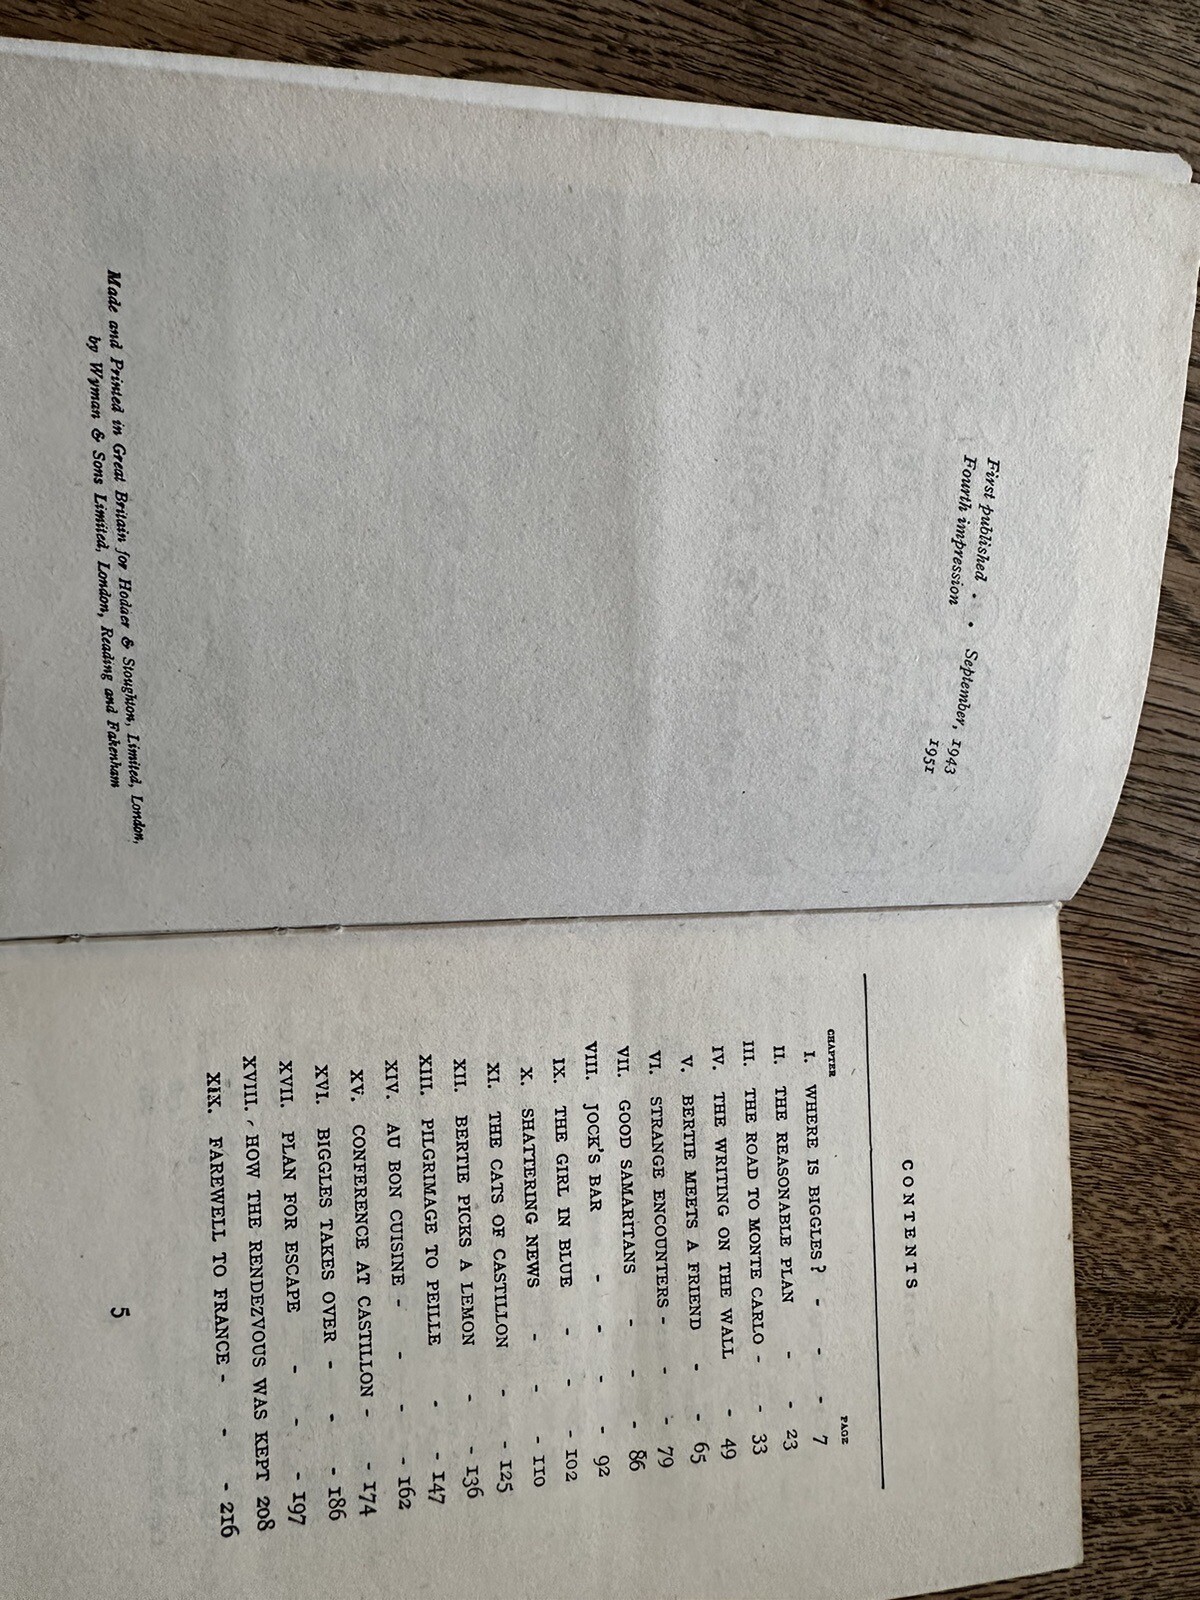 First published . . September, 1943
Fourth impression 1951
Made and Printed in Great Britain for Hodder & Stoughton, Limited, London,
by Wyman & Sons Limited, London, Reading and Fakenham
CONTENTS
CHAPTER PAGE
I. WHERE IS BIGGLES? - - - 7
II. THE REASONABLE PLAN - - 23
III. THE ROAD TO MONTE CARLO - - 33
IV. THE WRITING ON THE WALL - 49
V. BERTIE MEETS A FRIEND - - 65
VI. STRANGE ENCOUNTERS - - - 79
VII. GOOD SAMARITANS - - - 86
VIII. JOCK'S BAR - - - - 92
IX. THE GIRL IN BLUE - - - 102
X. SHATTERING NEWS - - - 110
XI. THE CATS OF CASTILLON - - 125
XII. BERTIE PICKS A LEMON - - 136
XIII. PILGRIMAGE TO PEILLE - - 147
XIV. AU BON CUISINE - - - - 162
XV. CONFERENCE AT CASTILLON - - 174
XVI. BIGGLES TAKES OVER - - - 186
XVII. PLAN FOR ESCAPE - - - 197
XVIII. HOW THE RENDEZVOUS WAS KEPT 208
XIX. FAREWELL TO FRANCE - - - 216
5